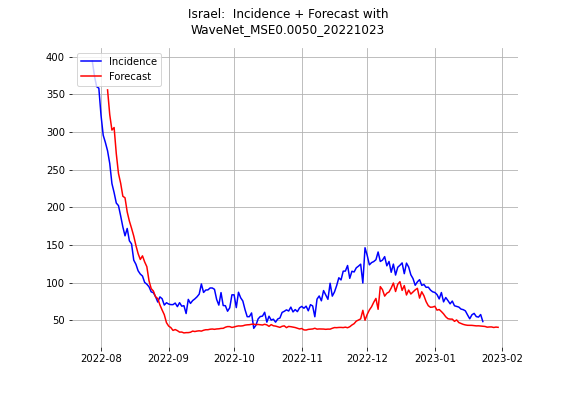 Israel:  Incidence + Forecast with
WaveNet_MSE0.0050_20221023
Incidence
Forecast
400
350
300
250
200
150
100
50
2022-08 2022-09 2022-10 2022-11 2022-12 2023-01 2023-02